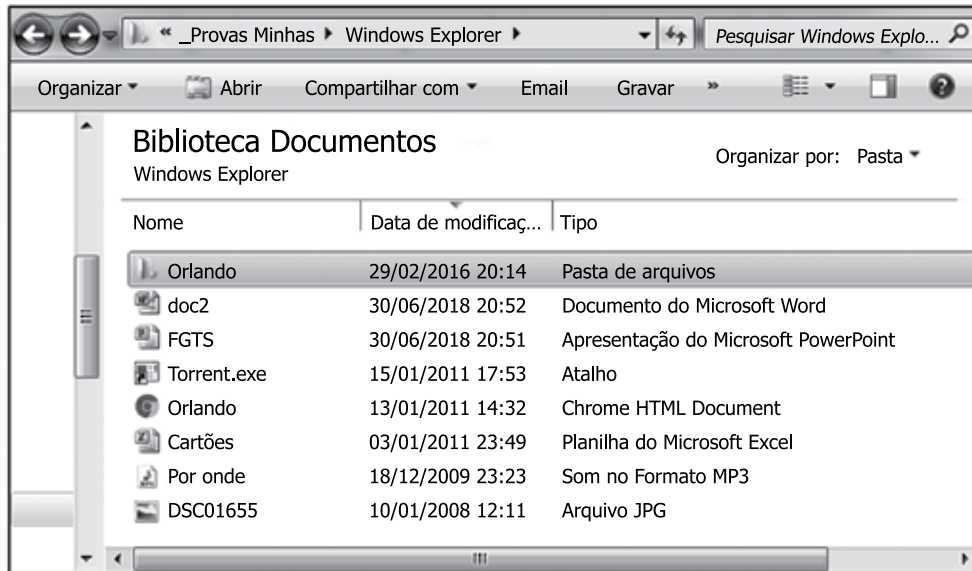 « _Provas Minhas ▸ Windows Explorer ▸ Pesquisar Windows Explo...
Organizar Abrir Compartilhar com Email Gravar »
Biblioteca Documentos
Windows Explorer
Organizar por: Pasta
Nome Data de modificaç... Tipo
Orlando 29/02/2016 20:14 Pasta de arquivos
doc2 30/06/2018 20:52 Documento do Microsoft Word
FGTS 30/06/2018 20:51 Apresentação do Microsoft PowerPoint
Torrent.exe 15/01/2011 17:53 Atalho
Orlando 13/01/2011 14:32 Chrome HTML Document
Cartões 03/01/2011 23:49 Planilha do Microsoft Excel
Por onde 18/12/2009 23:23 Som no Formato MP3
DSC01655 10/01/2008 12:11 Arquivo JPG